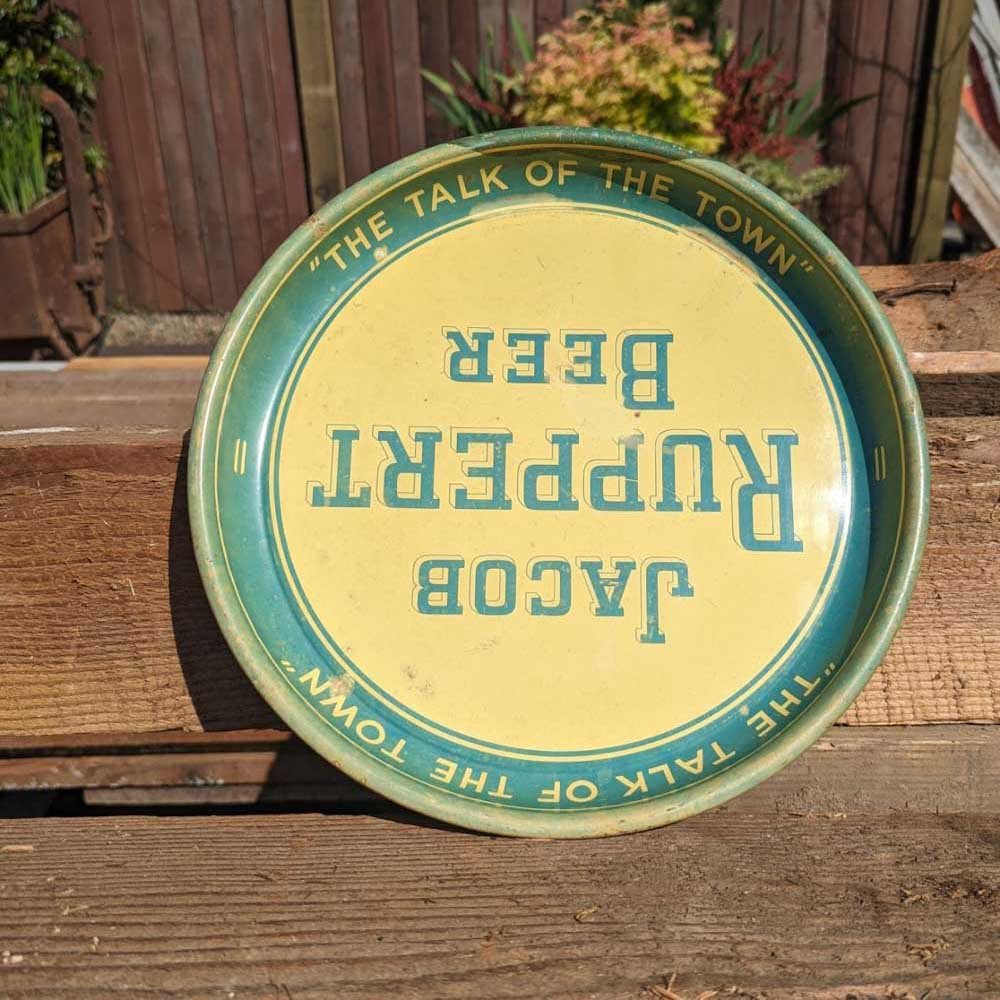 "THE TALK OF THE TOWN"
JACOB
RUPPERT
BEER
"THE TALK OF THE TOWN"